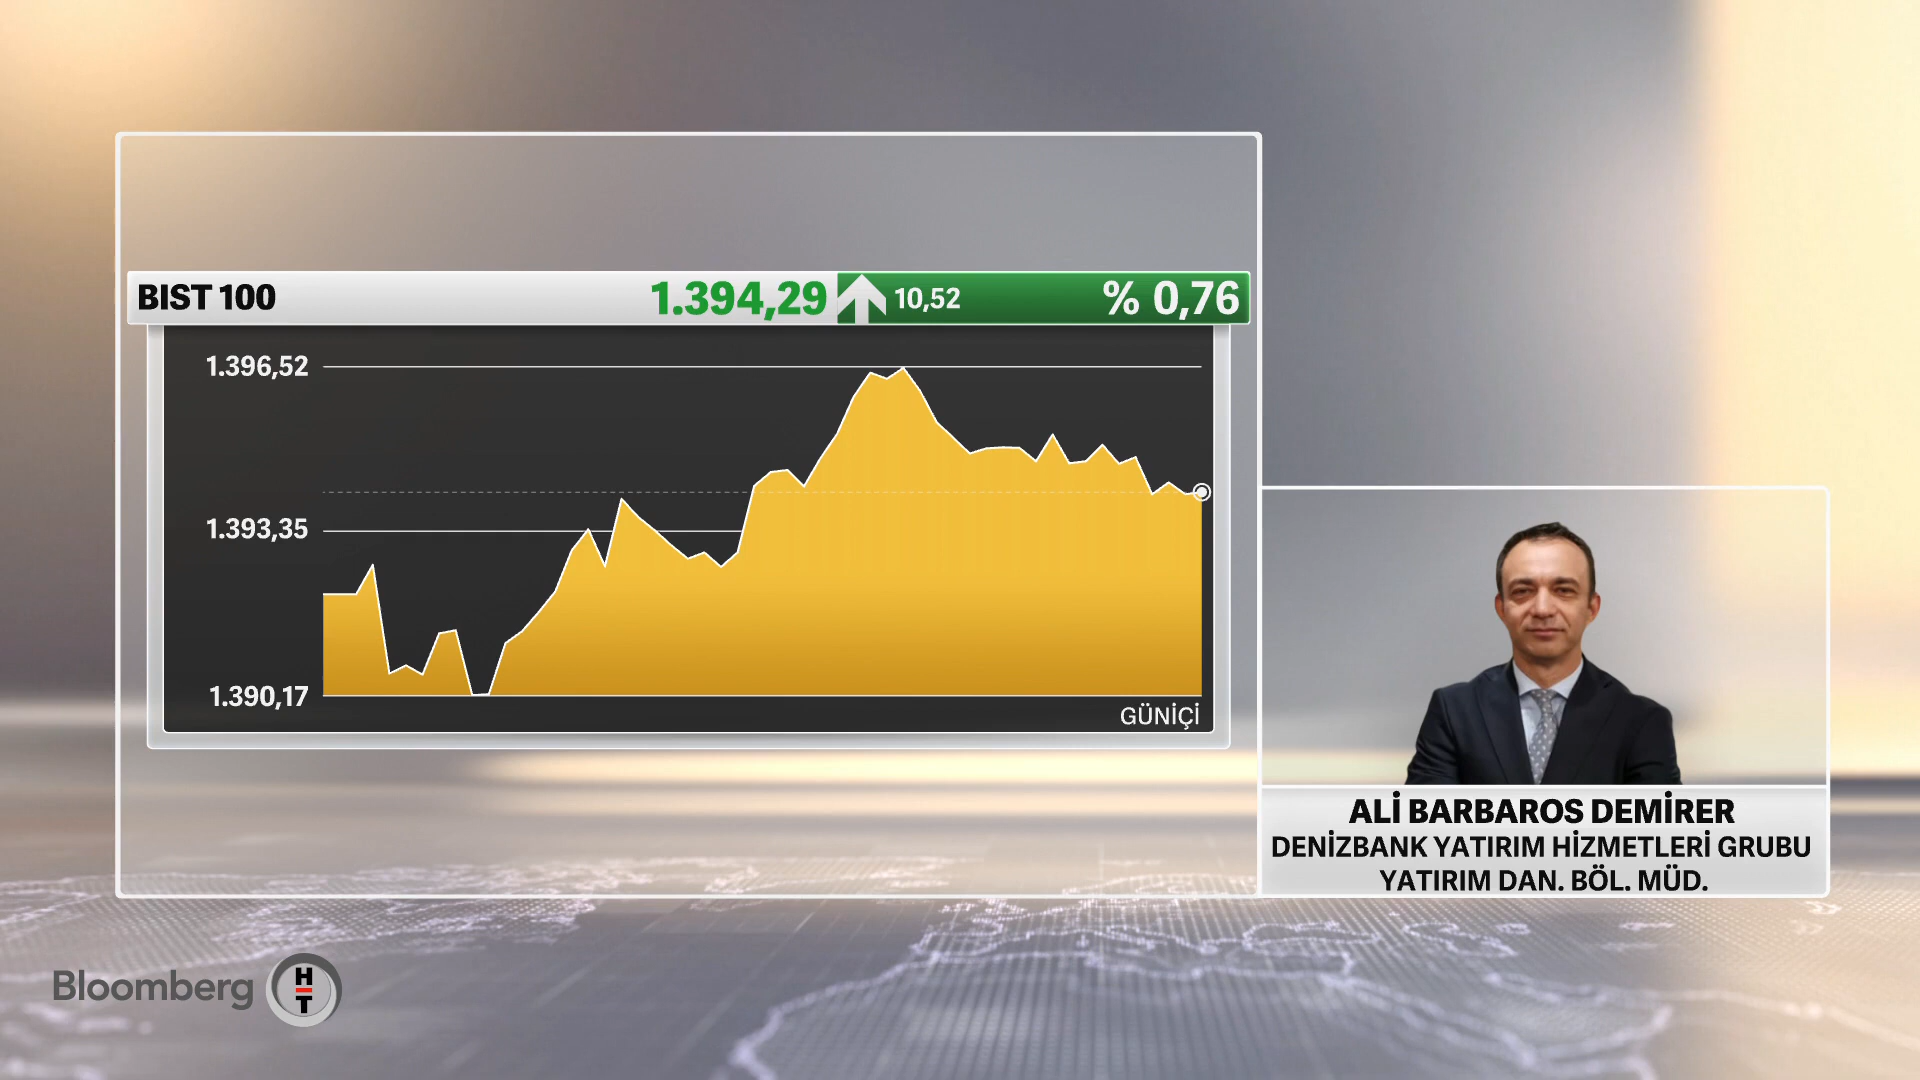 BIST 100 1.394,29 10,52 % 0,76
1.396,52
1.393,35
1.390,17
GÜNİÇİ
ALİ BARBAROS DEMİRER
DENİZBANK YATIRIM HİZMETLERİ GRUBU
YATIRIM DAN. BÖL. MÜD.
Bloomberg HT